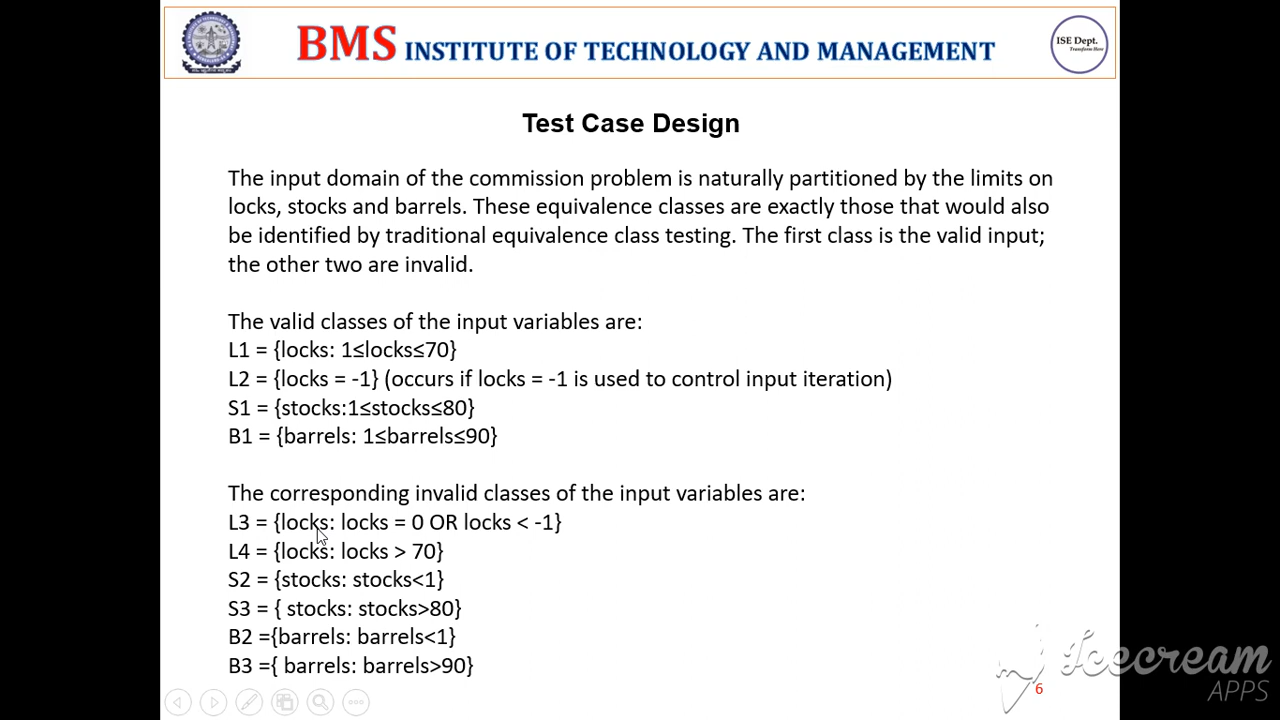 BMS INSTITUTE OF TECHNOLOGY AND MANAGEMENT
ISE Dept.
Transform Here
Test Case Design
The input domain of the commission problem is naturally partitioned by the limits on
locks, stocks and barrels. These equivalence classes are exactly those that would also
be identified by traditional equivalence class testing. The first class is the valid input;
the other two are invalid.
The valid classes of the input variables are:
L1 = {locks: 1≤locks≤70}
L2 = {locks = -1} (occurs if locks = -1 is used to control input iteration)
S1 = {stocks:1≤stocks≤80}
B1 = {barrels: 1≤barrels≤90}
The corresponding invalid classes of the input variables are:
L3 = {locks: locks = 0 OR locks < -1}
L4 = {locks: locks > 70}
S2 = {stocks: stocks<1}
S3 = { stocks: stocks>80}
B2 ={barrels: barrels<1}
B3 ={ barrels: barrels>90}
6
Icecream
APPS